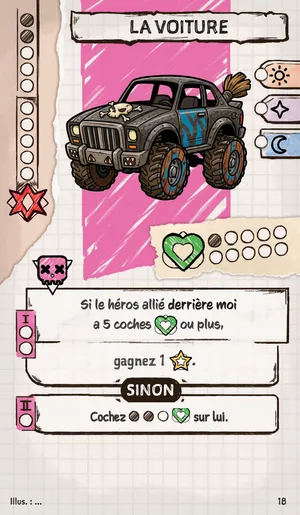 LA VOITURE
Si le héros allié derrière moi
a 5 coches ou plus,
I
gagnez 1 .
SINON
II
Cochez sur lui.
Illus. : ...
18